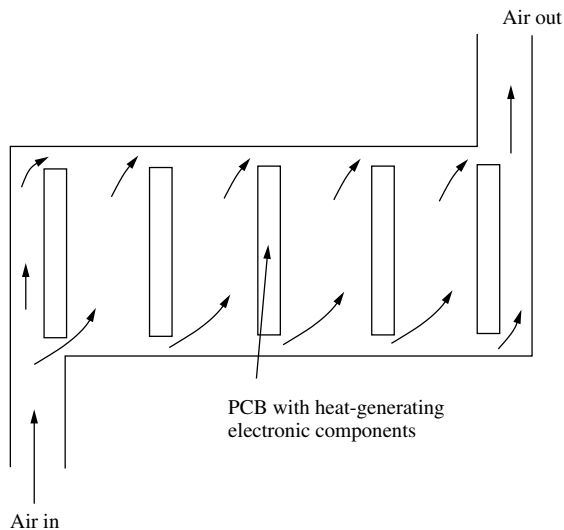 Air out
PCB with heat-generating
electronic components
Air in